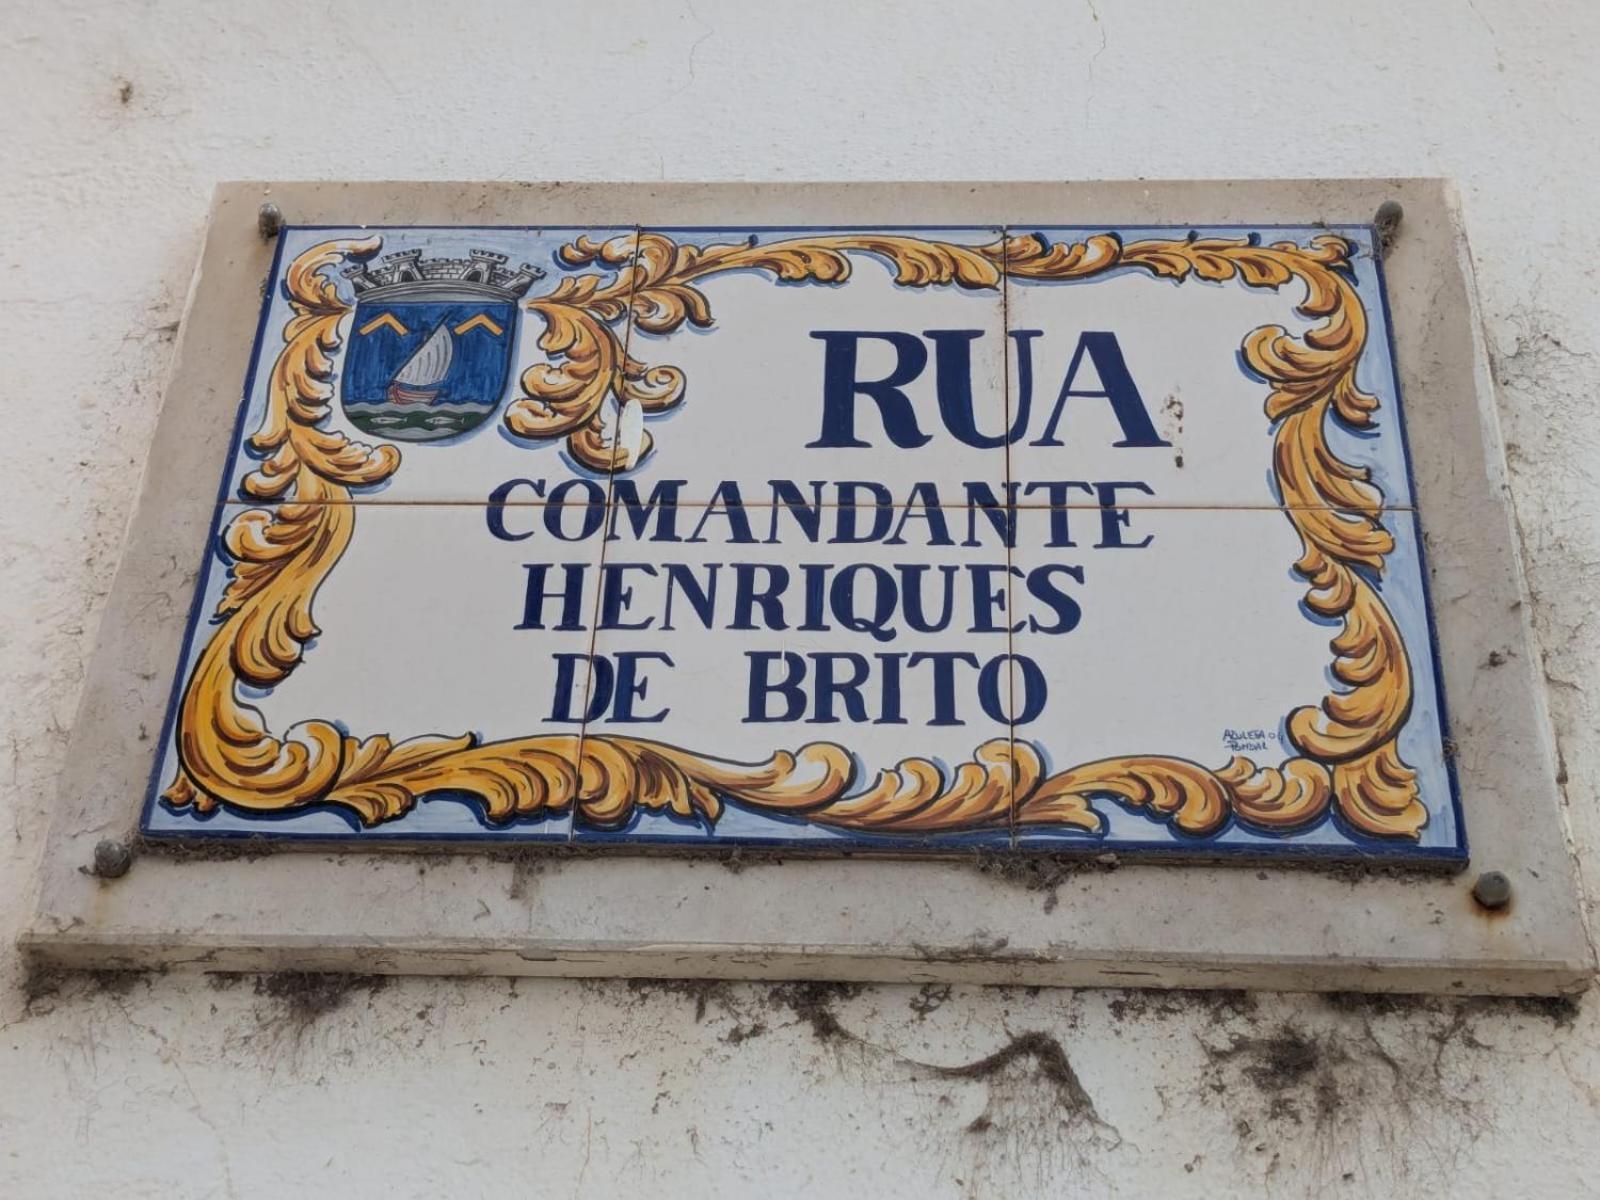 RUA
COMANDANTE
HENRIQUES
DE BRITO